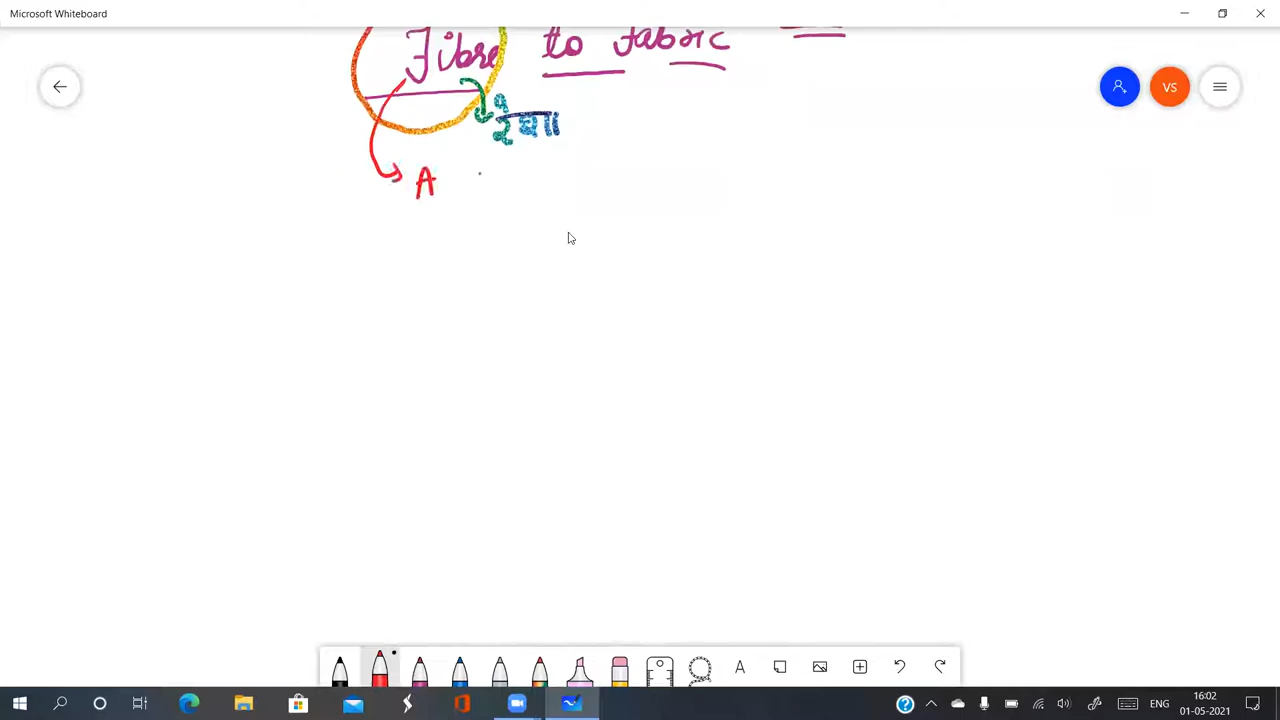 Microsoft Whiteboard
Fibre to fabric
VS
A
A
ENG
16:02
01-05-2021